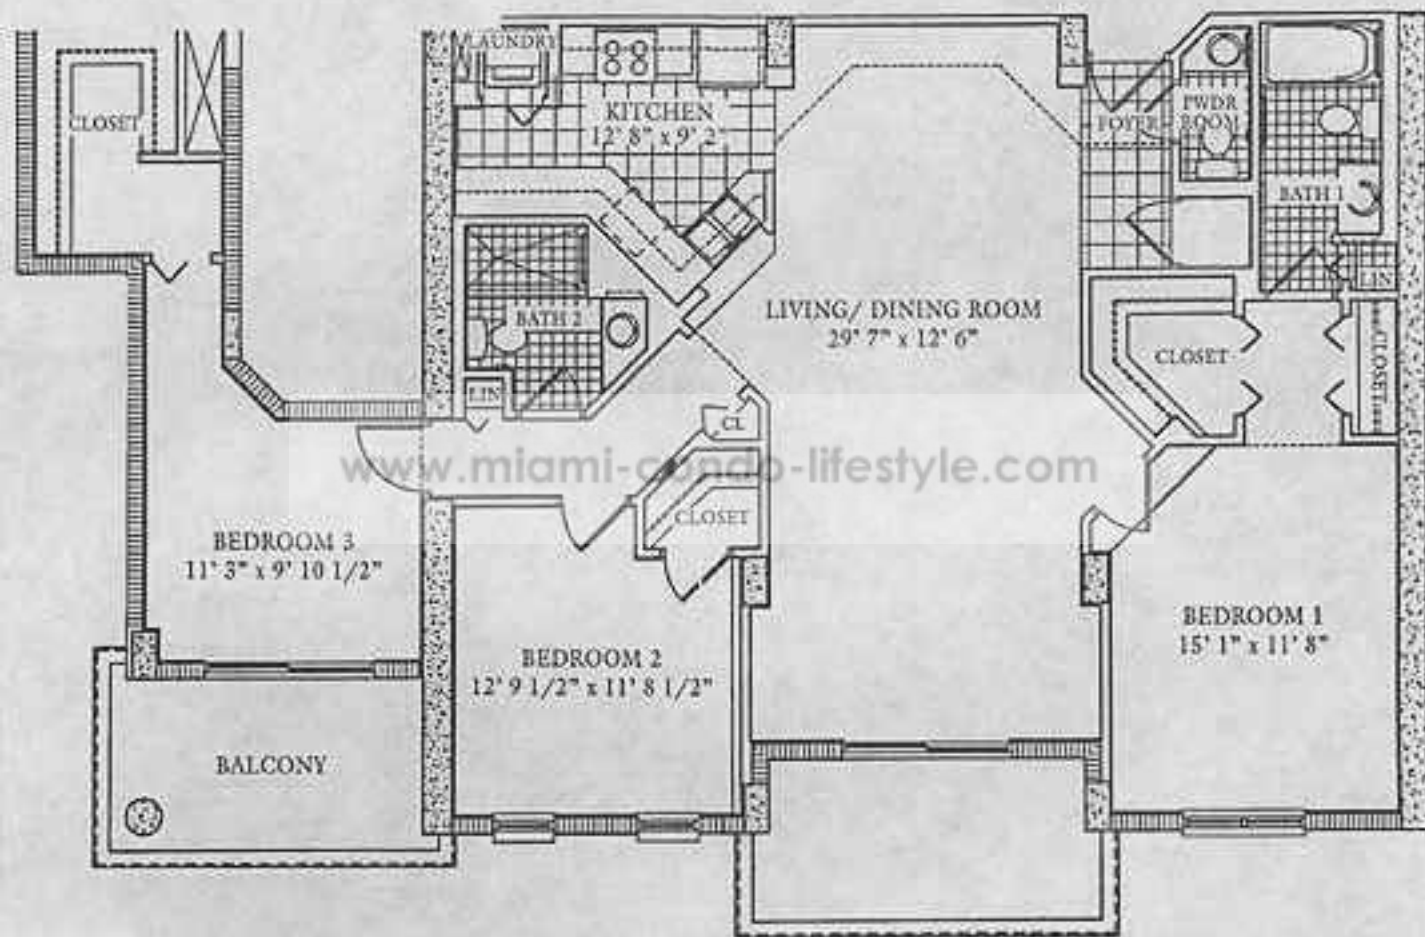 LAUNDRY
KITCHEN
12' 8" x 9' 2"
CLOSET
FOYER
PWDR
ROOM
BATH 1
LIN
BATH 2
LIN
LIVING/ DINING ROOM
29' 7" x 12' 6"
CLOSET
CLOSET
CL
www.miami-condo-lifestyle.com
CLOSET
BEDROOM 3
11' 3" x 9' 10 1/2"
BEDROOM 2
12' 9 1/2" x 11' 8 1/2"
BEDROOM 1
15' 1" x 11' 8"
BALCONY